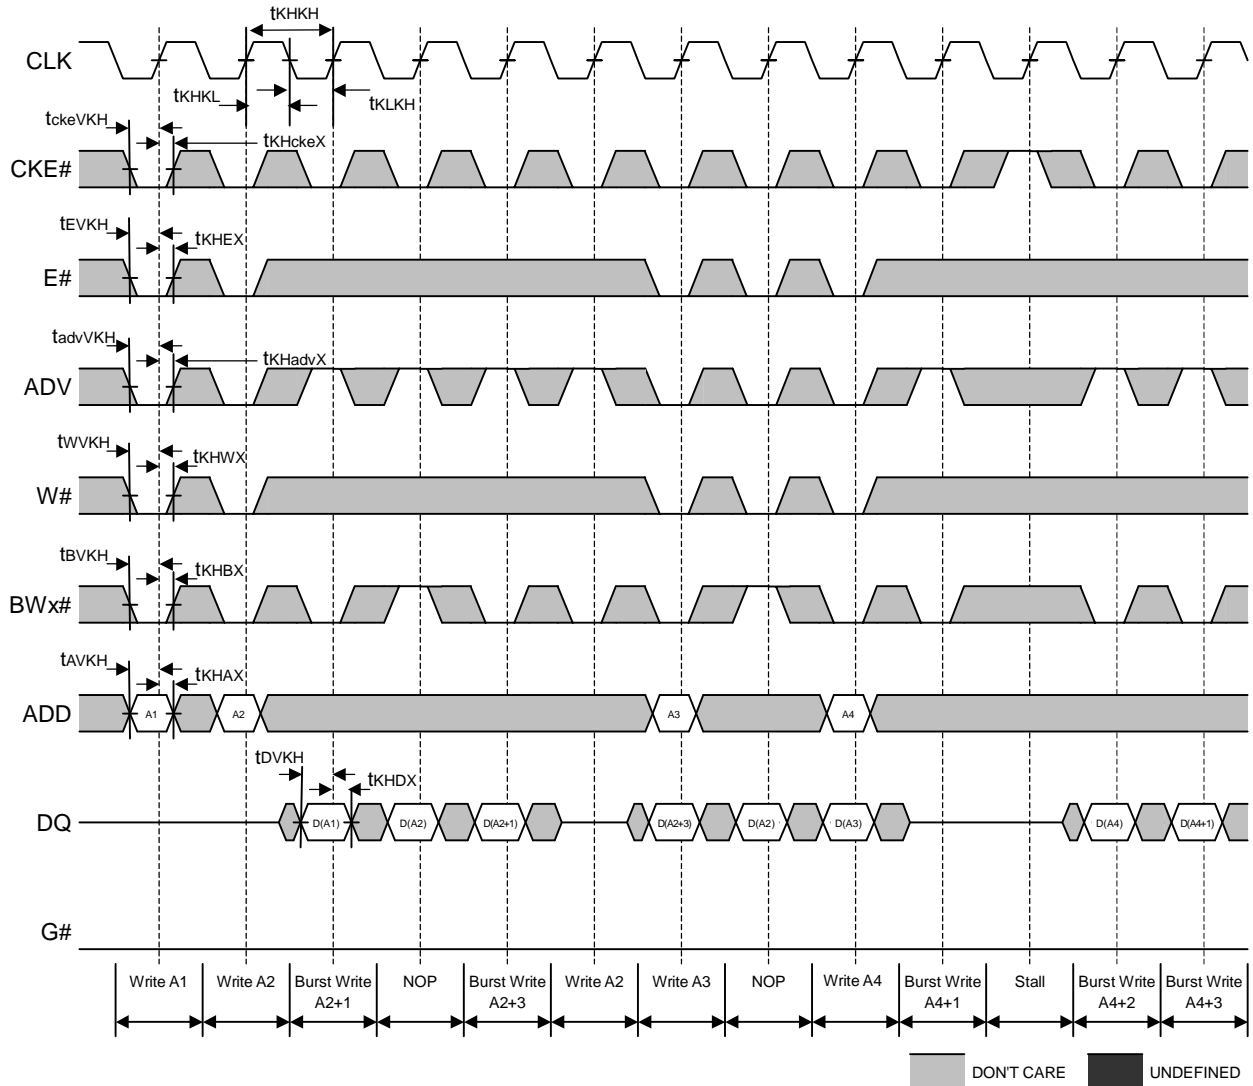 tKHKH
CLK
tKHKL
tKLKH
tckeVKH
tKHckeX
CKE#
tEVKH
tKHEX
E#
tadvVKH
tKHadvX
ADV
tWVKH
tKHWX
W#
tBVKH
tKHBX
BWx#
tAVKH
tKHAX
ADD
A1
A2
A3
A4
tDVKH
tKHDX
DQ
D(A1)
D(A2)
D(A2+1)
D(A2+3)
D(A2)
D(A3)
D(A4)
D(A4+1)
G#
Write A1
Write A2
Burst Write
A2+1
NOP
Burst Write
A2+3
Write A2
Write A3
NOP
Write A4
Burst Write
A4+1
Stall
Burst Write
A4+2
Burst Write
A4+3
DON'T CARE
UNDEFINED